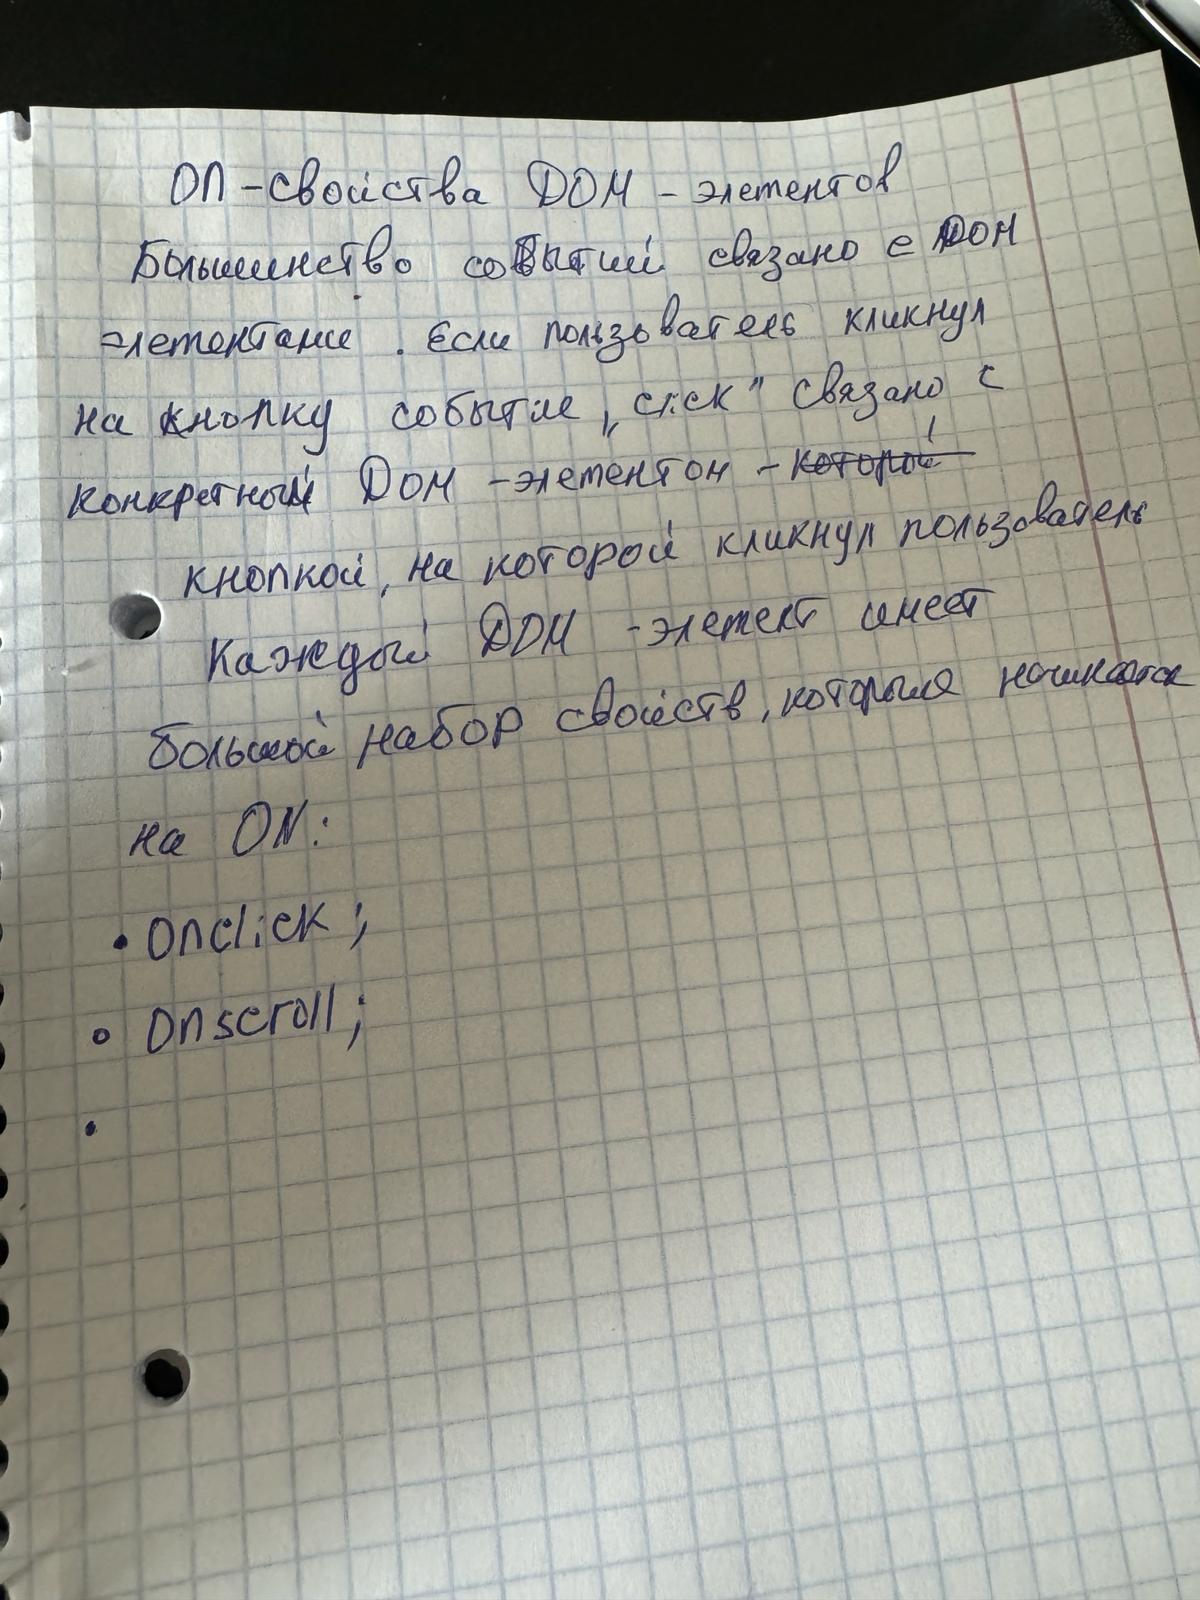 ON - свойства DOM - элементов
Большинство событий связано с DOM
элементами . Если пользователь кликнул
на кнопку событие „click" связано с
конкретным DOM - элементом - которой
кнопкой, на которой кликнул пользователь
Каждый DOM - элемент имеет
большой набор свойств, которые начинаются
на ON:
• Onclick ;
• Onscroll ;
•